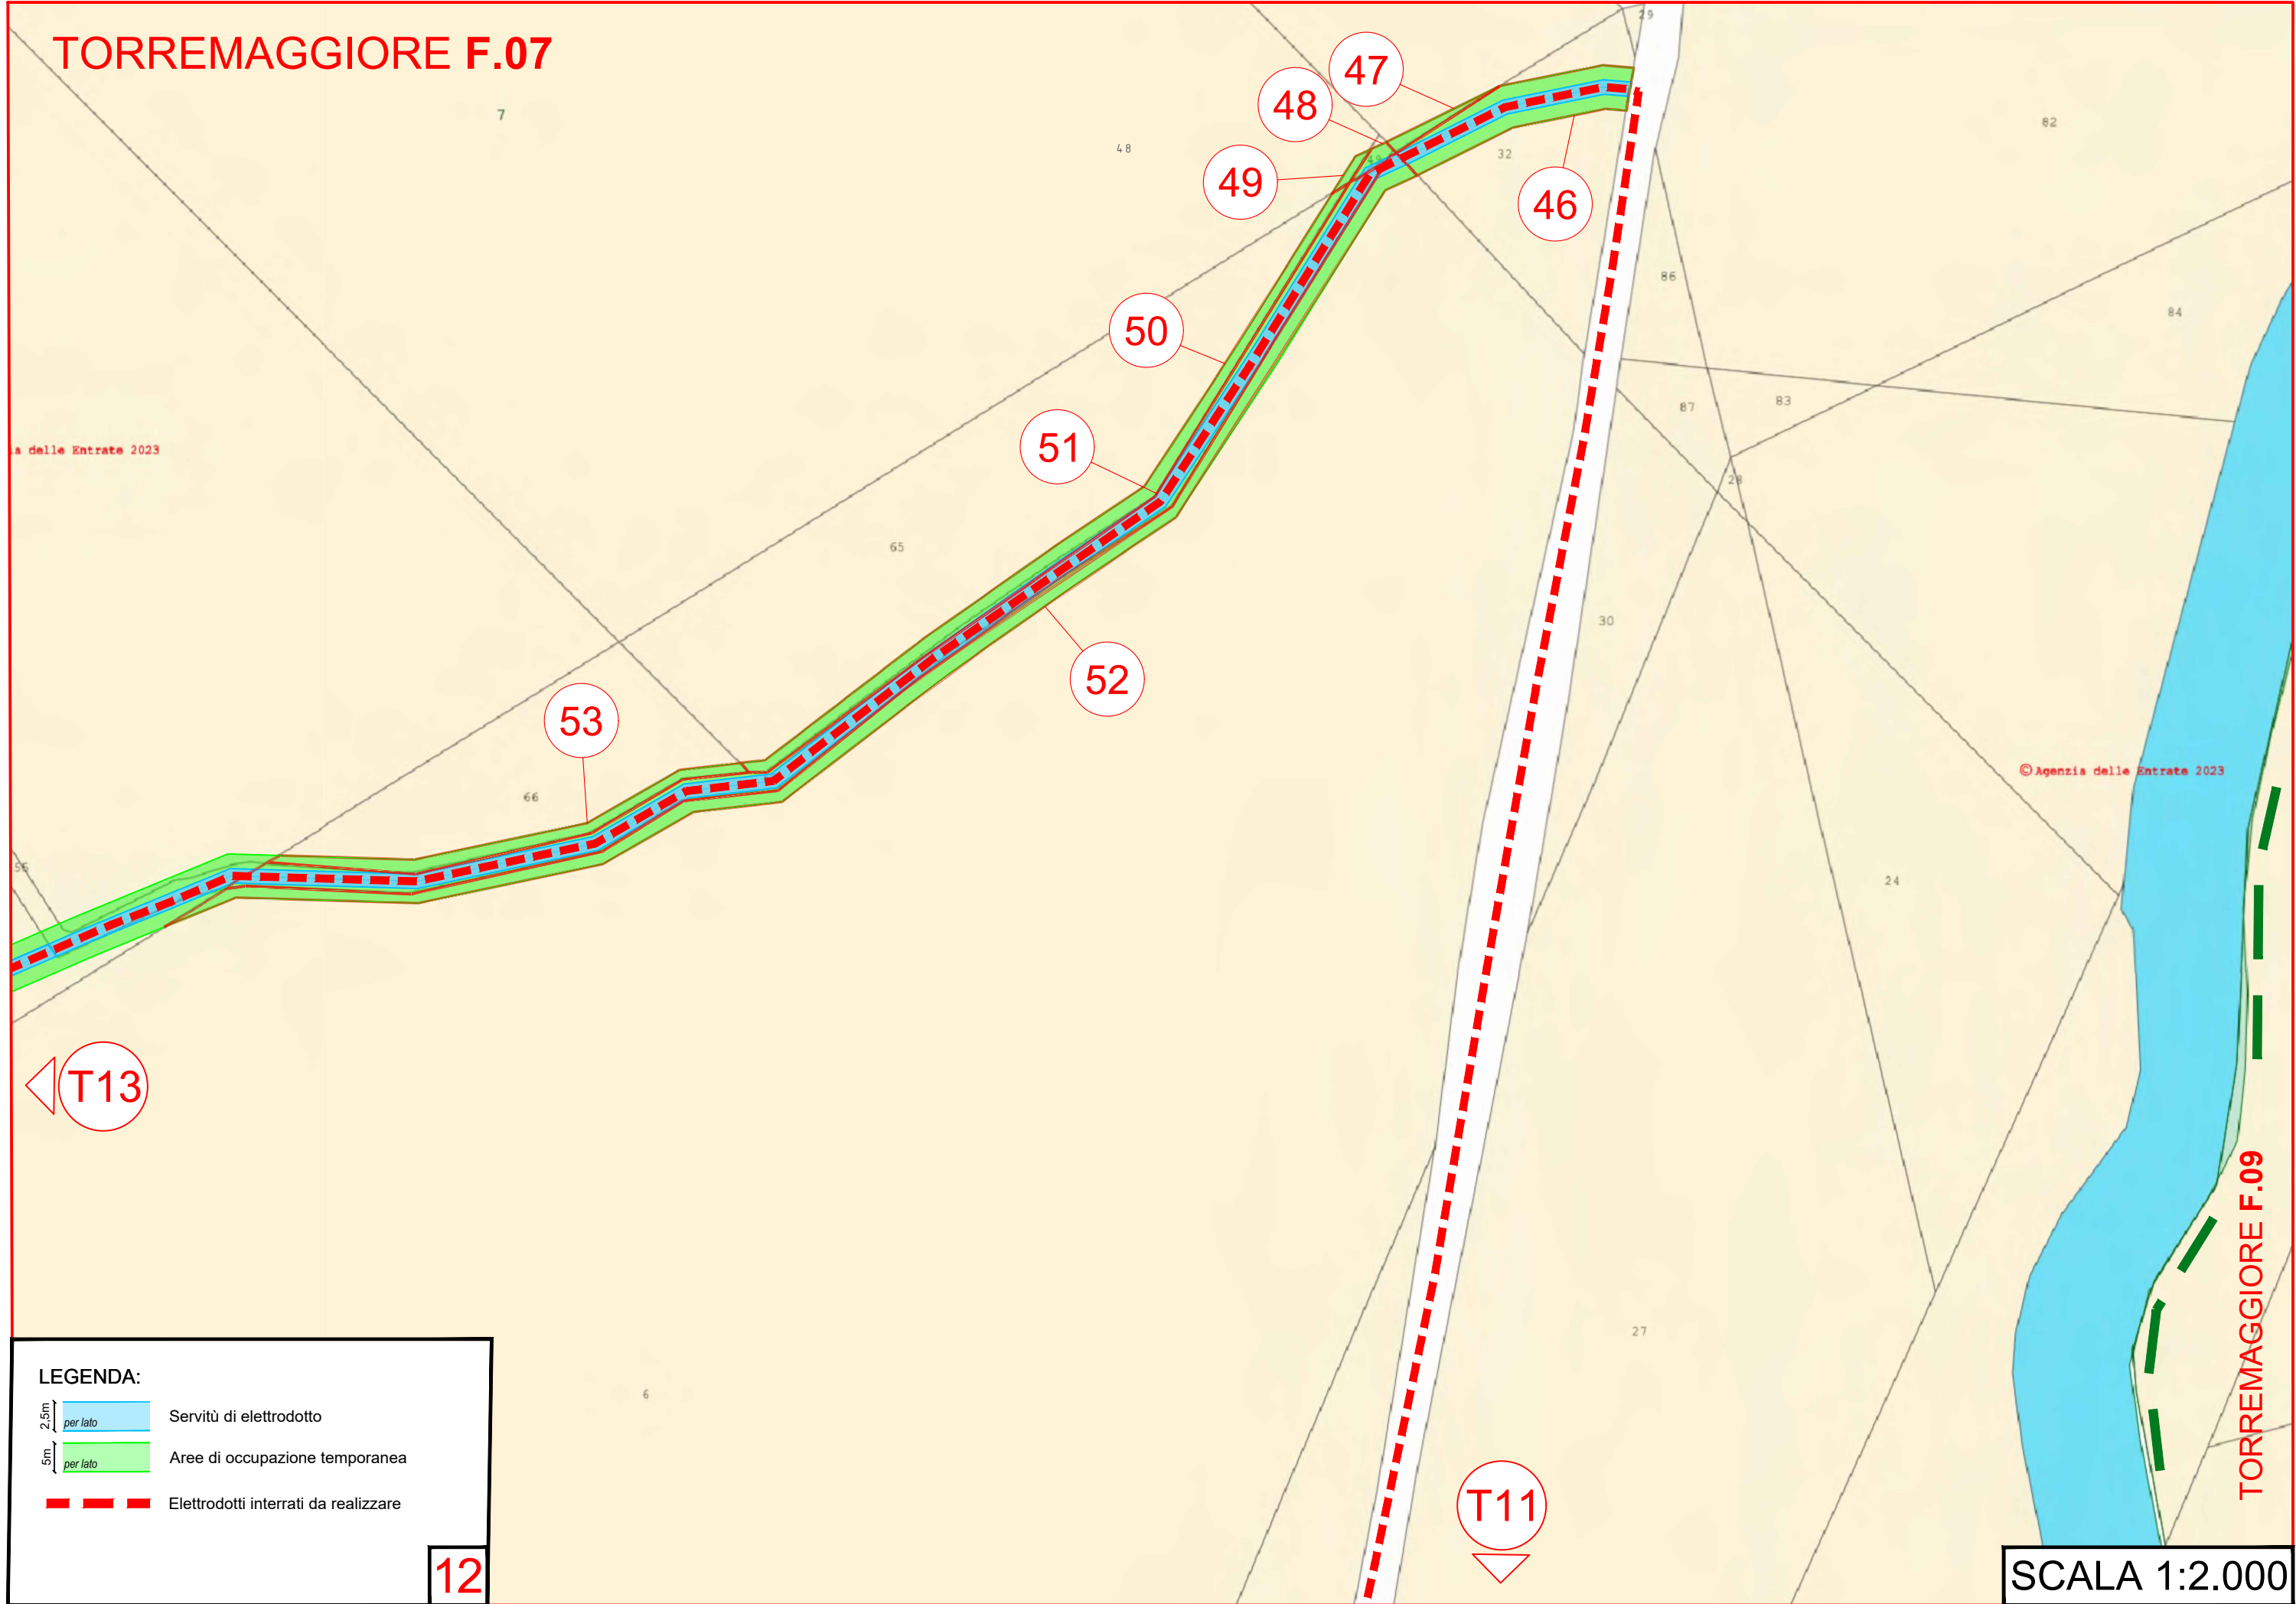 TORREMAGGIORE F.07
29
7
47
48
49
46
82
48
49
32
86
84
50
87
83
51
ia delle Entrate 2023
28
65
30
52
53
66
© Agenzia delle Entrate 2023
55
24
T13
TORREMAGGIORE F.09
27
6
LEGENDA:
2,5m
per lato
Servitù di elettrodotto
5m
per lato
Aree di occupazione temporanea
Elettrodotti interrati da realizzare
12
T11
SCALA 1:2.000